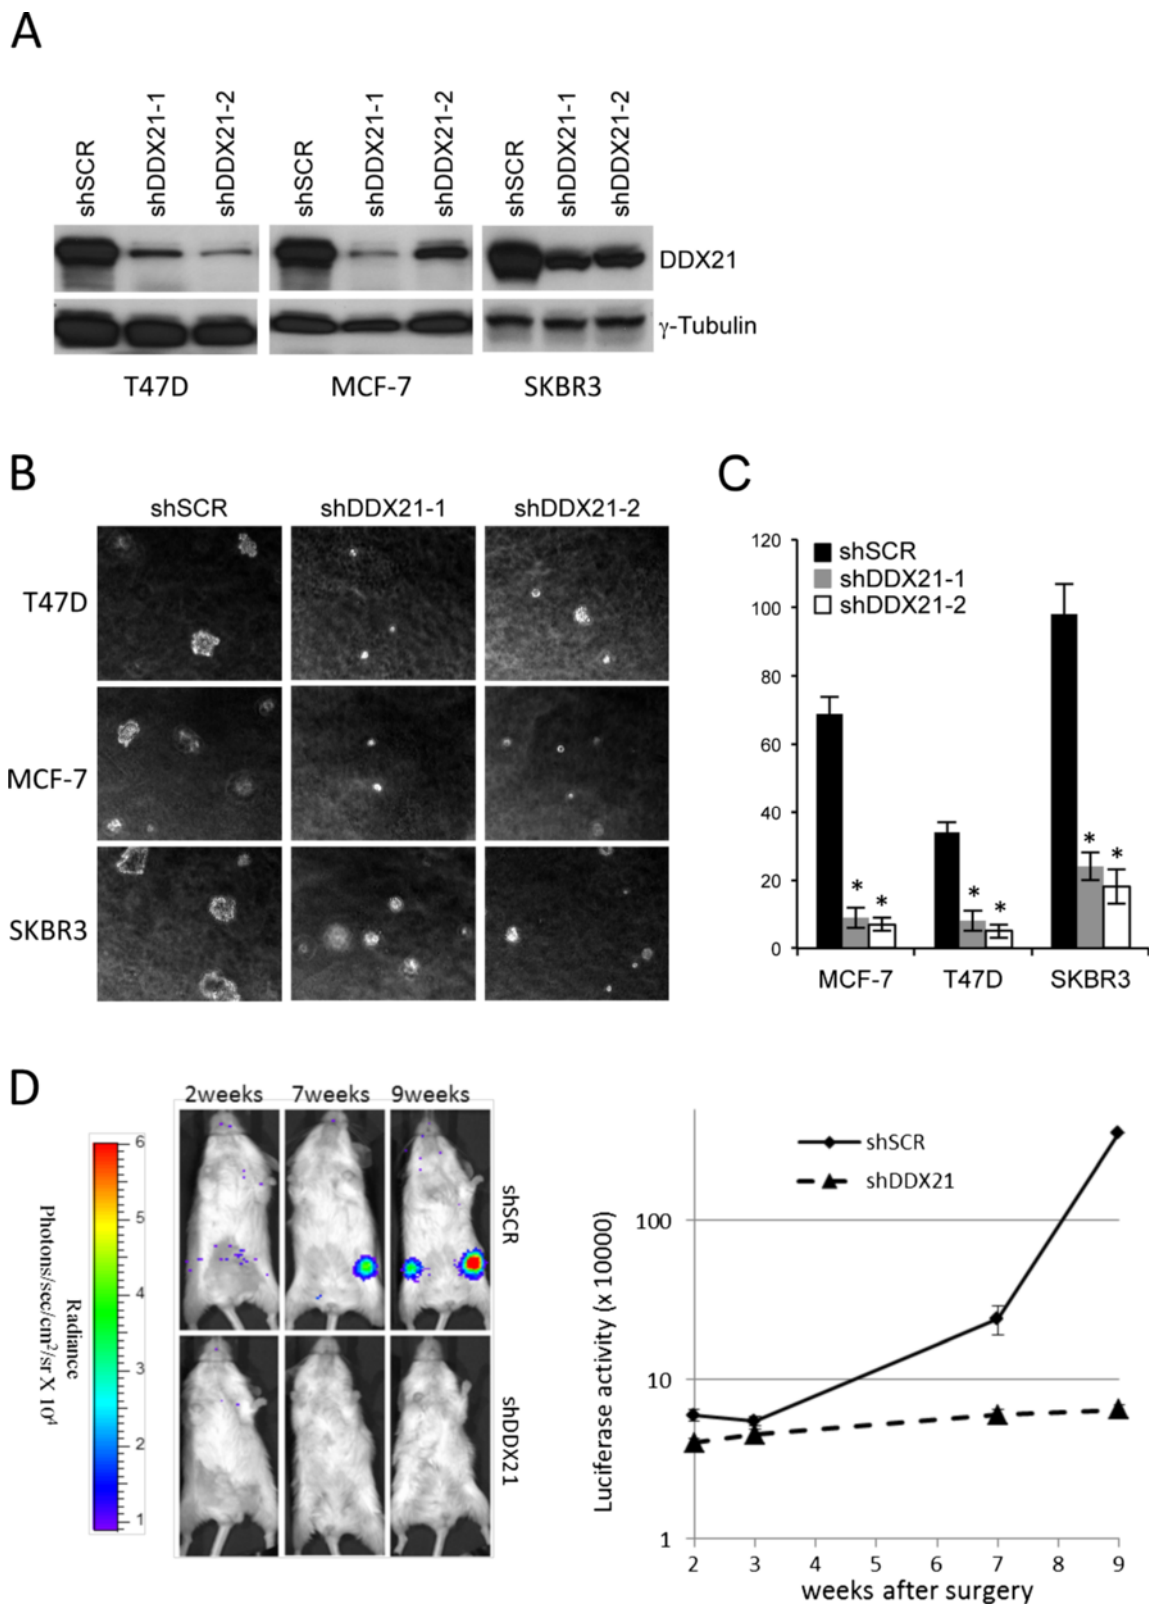 A
shSCR
shDDX21-1
shDDX21-2
shSCR
shDDX21-1
shDDX21-2
shSCR
shDDX21-1
shDDX21-2
DDX21
γ-Tubulin
T47D
MCF-7
SKBR3
B
shSCR
shDDX21-1
shDDX21-2
T47D
MCF-7
SKBR3
C
120
100
80
60
40
20
0
shSCR
shDDX21-1
shDDX21-2
* *
* *
* *
MCF-7
T47D
SKBR3
D
2weeks 7weeks 9weeks
6
5
4
3
2
1
Radiance
Photons/sec/cm²/sr X 10⁴
shSCR
shDDX21
shSCR
shDDX21
Luciferase activity (x 10000)
100
10
1
2 3 4 5 6 7 8 9
weeks after surgery